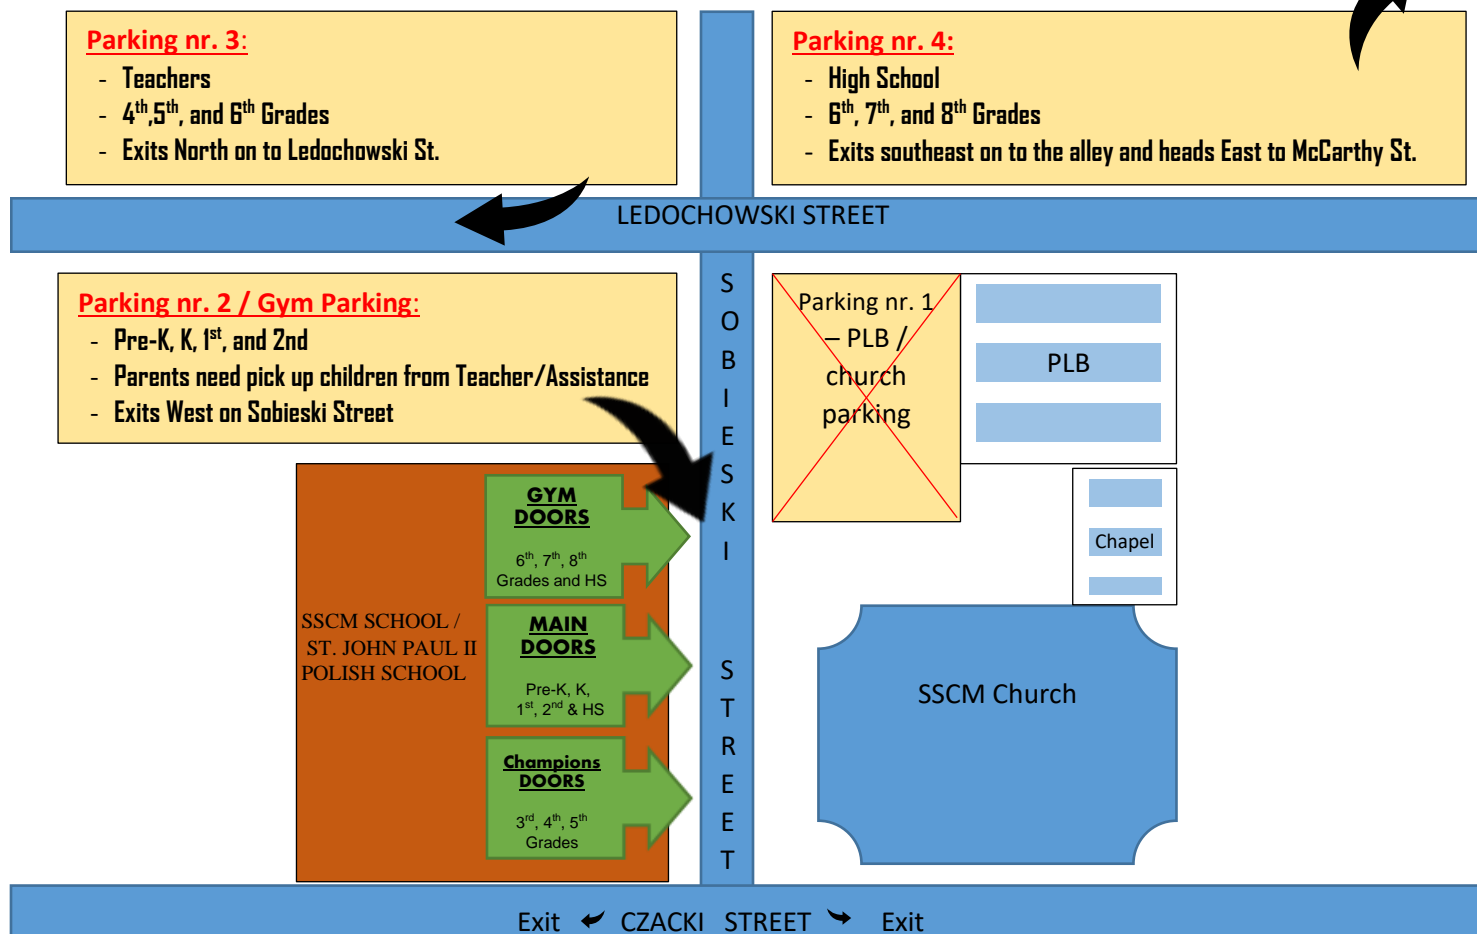 Parking nr. 3:
- Teachers
- 4th,5th, and 6th Grades
- Exits North on to Ledochowski St.
Parking nr. 4:
- High School
- 6th, 7th, and 8th Grades
- Exits southeast on to the alley and heads East to McCarthy St.
LEDOCHOWSKI STREET
Parking nr. 2 / Gym Parking:
- Pre-K, K, 1st, and 2nd
- Parents need pick up children from Teacher/Assistance
- Exits West on Sobieski Street
SOBIESKI STREET
Parking nr. 1
– PLB /
church
parking
PLB
Chapel
GYM
DOORS
6th, 7th, 8th
Grades and HS
SSCM SCHOOL /
ST. JOHN PAUL II
POLISH SCHOOL
MAIN
DOORS
Pre-K, K,
1st, 2nd & HS
SSCM Church
Champions
DOORS
3rd, 4th, 5th
Grades
Exit CZACKI STREET Exit